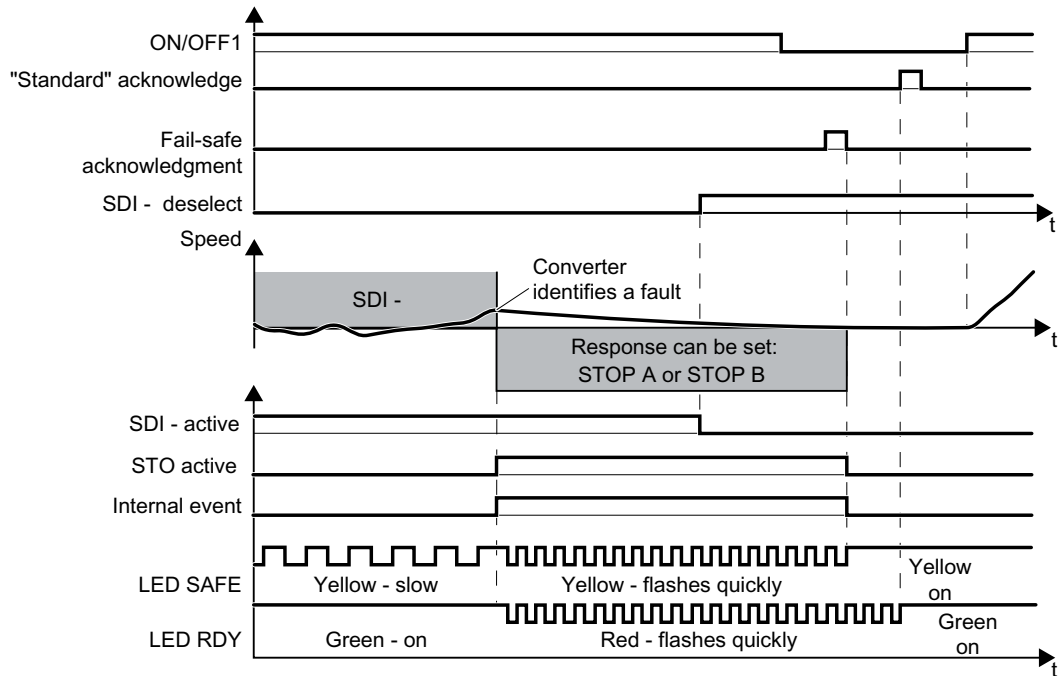 ON/OFF1
"Standard" acknowledge
Fail-safe
acknowledgment
SDI - deselect
t
Speed
Converter
identifies a fault
SDI -
t
Response can be set:
STOP A or STOP B
SDI - active
STO active
Internal event
LED SAFE
Yellow - slow
Yellow - flashes quickly
Yellow
on
LED RDY
Green - on
Red - flashes quickly
Green
on
t